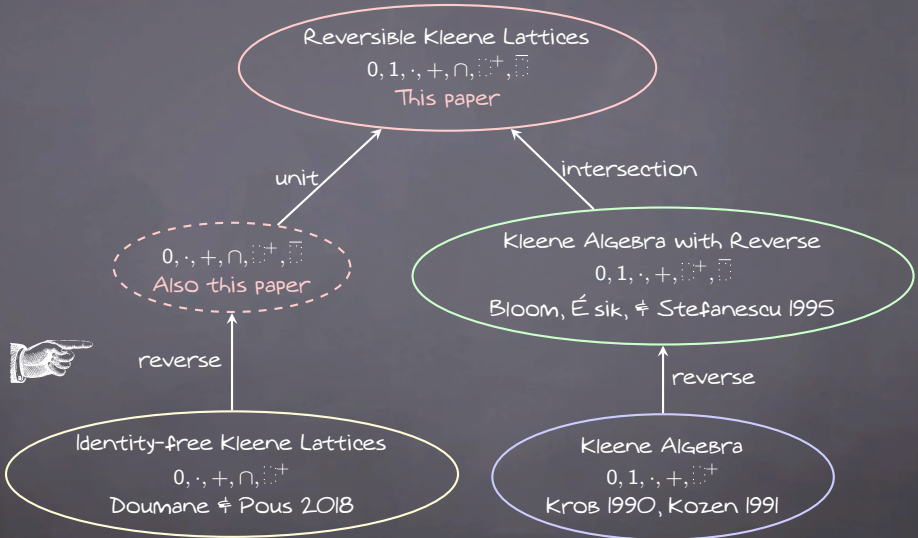 Reversible Kleene Lattices
0, 1, ·, +, ∩, ⬚⁺, ⬚̅
This paper
unit
intersection
0, ·, +, ∩, ⬚⁺, ⬚̅
Also this paper
Kleene Algebra with Reverse
0, 1, ·, +, ⬚⁺, ⬚̅
Bloom, Ésik, & Stefanescu 1995
reverse
reverse
Identity-free Kleene Lattices
0, ·, +, ∩, ⬚⁺
Doumane & Pous 2018
Kleene Algebra
0, 1, ·, +, ⬚⁺
Krob 1990, Kozen 1991